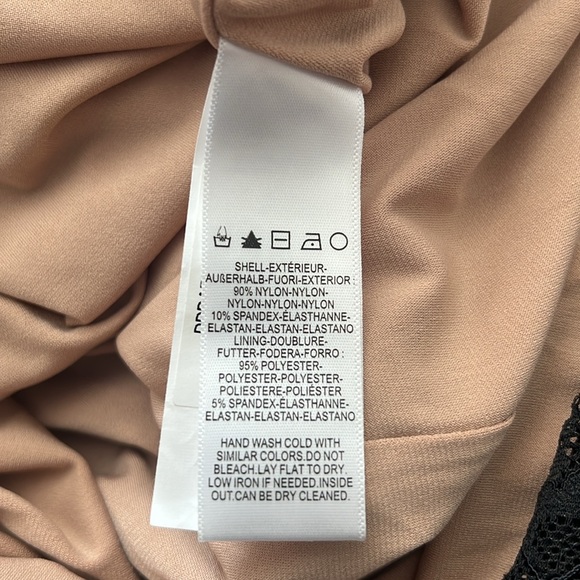 SHELL-EXTÉRIEUR-
AUßERHALB-FUORI-EXTERIOR :
90% NYLON-NYLON-
NYLON-NYLON-NYLON
10% SPANDEX-ÉLASTHANNE-
ELASTAN-ELASTAN-ELASTANO
LINING-DOUBLURE-
FUTTER-FODERA-FORRO :
95% POLYESTER-
POLYESTER-POLYESTER-
POLIESTERE-POLIÉSTER
5% SPANDEX-ÉLASTHANNE-
ELASTAN-ELASTAN-ELASTANO
HAND WASH COLD WITH
SIMILAR COLORS.DO NOT
BLEACH.LAY FLAT TO DRY.
LOW IRON IF NEEDED.INSIDE
OUT.CAN BE DRY CLEANED.